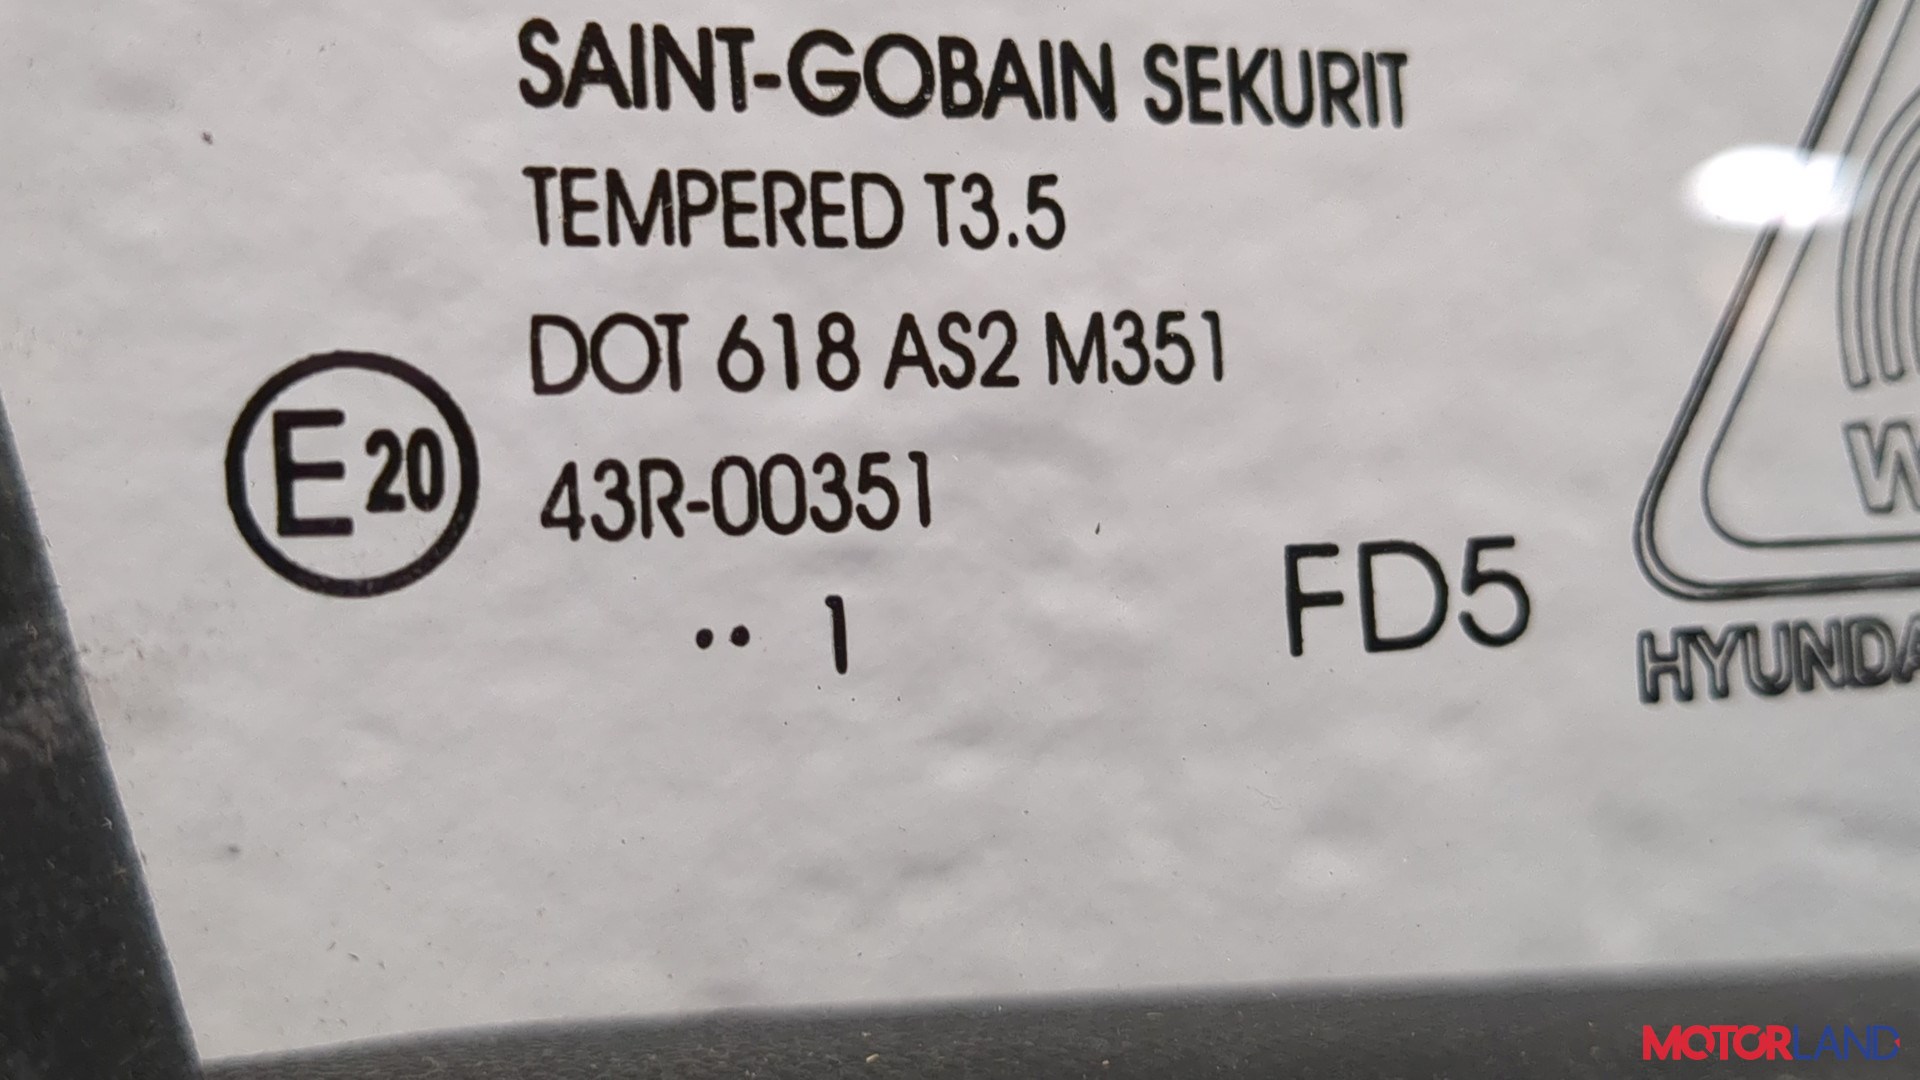 SAINT-GOBAIN SEKURIT
TEMPERED T3.5
DOT 618 AS2 M351
E20
43R-00351
.. 1
FD5
MOTORLAND